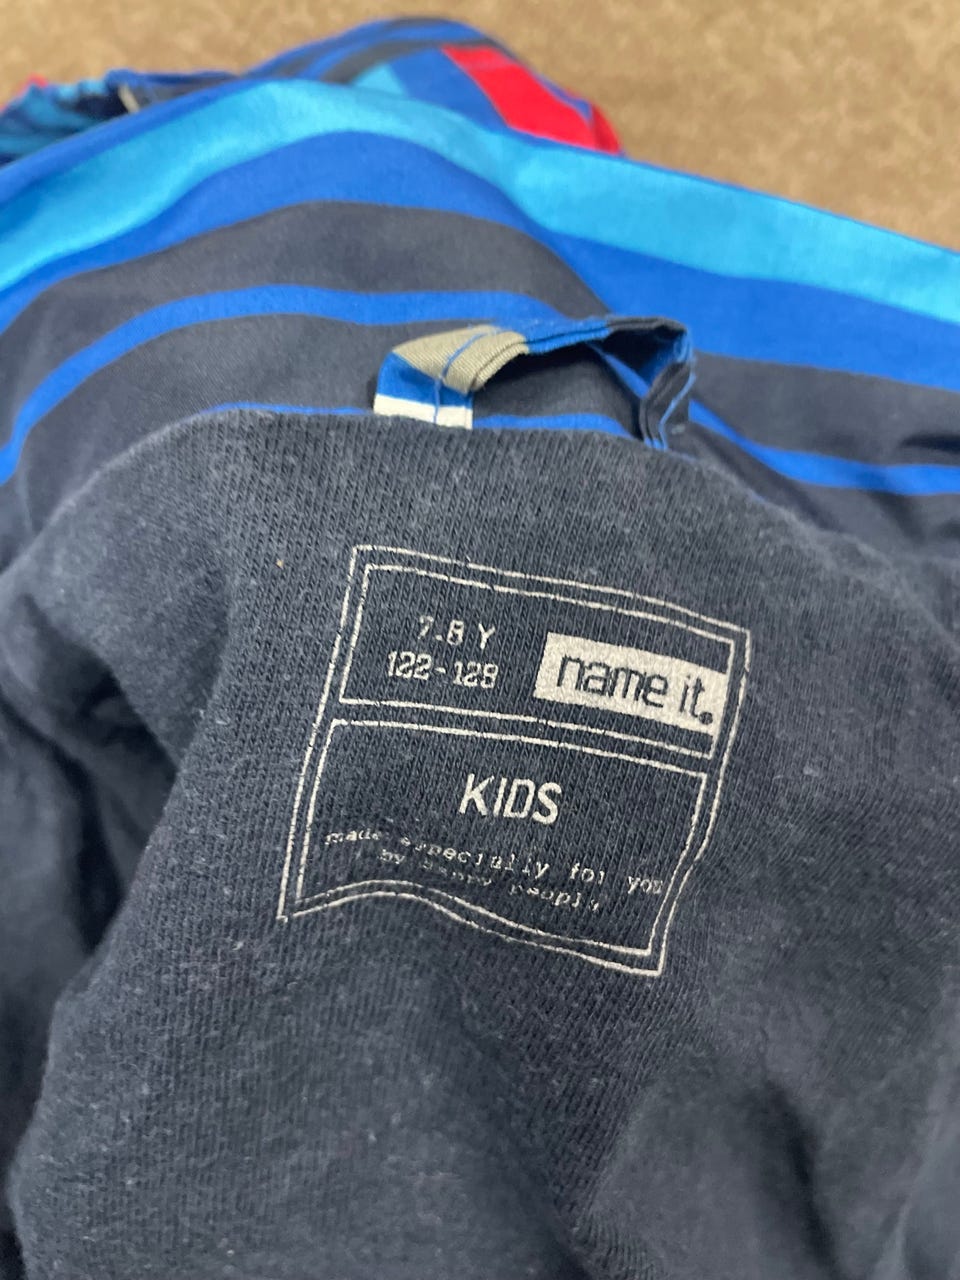 7.8 Y
122-128
name it.
KIDS
made especially for you
by happy people